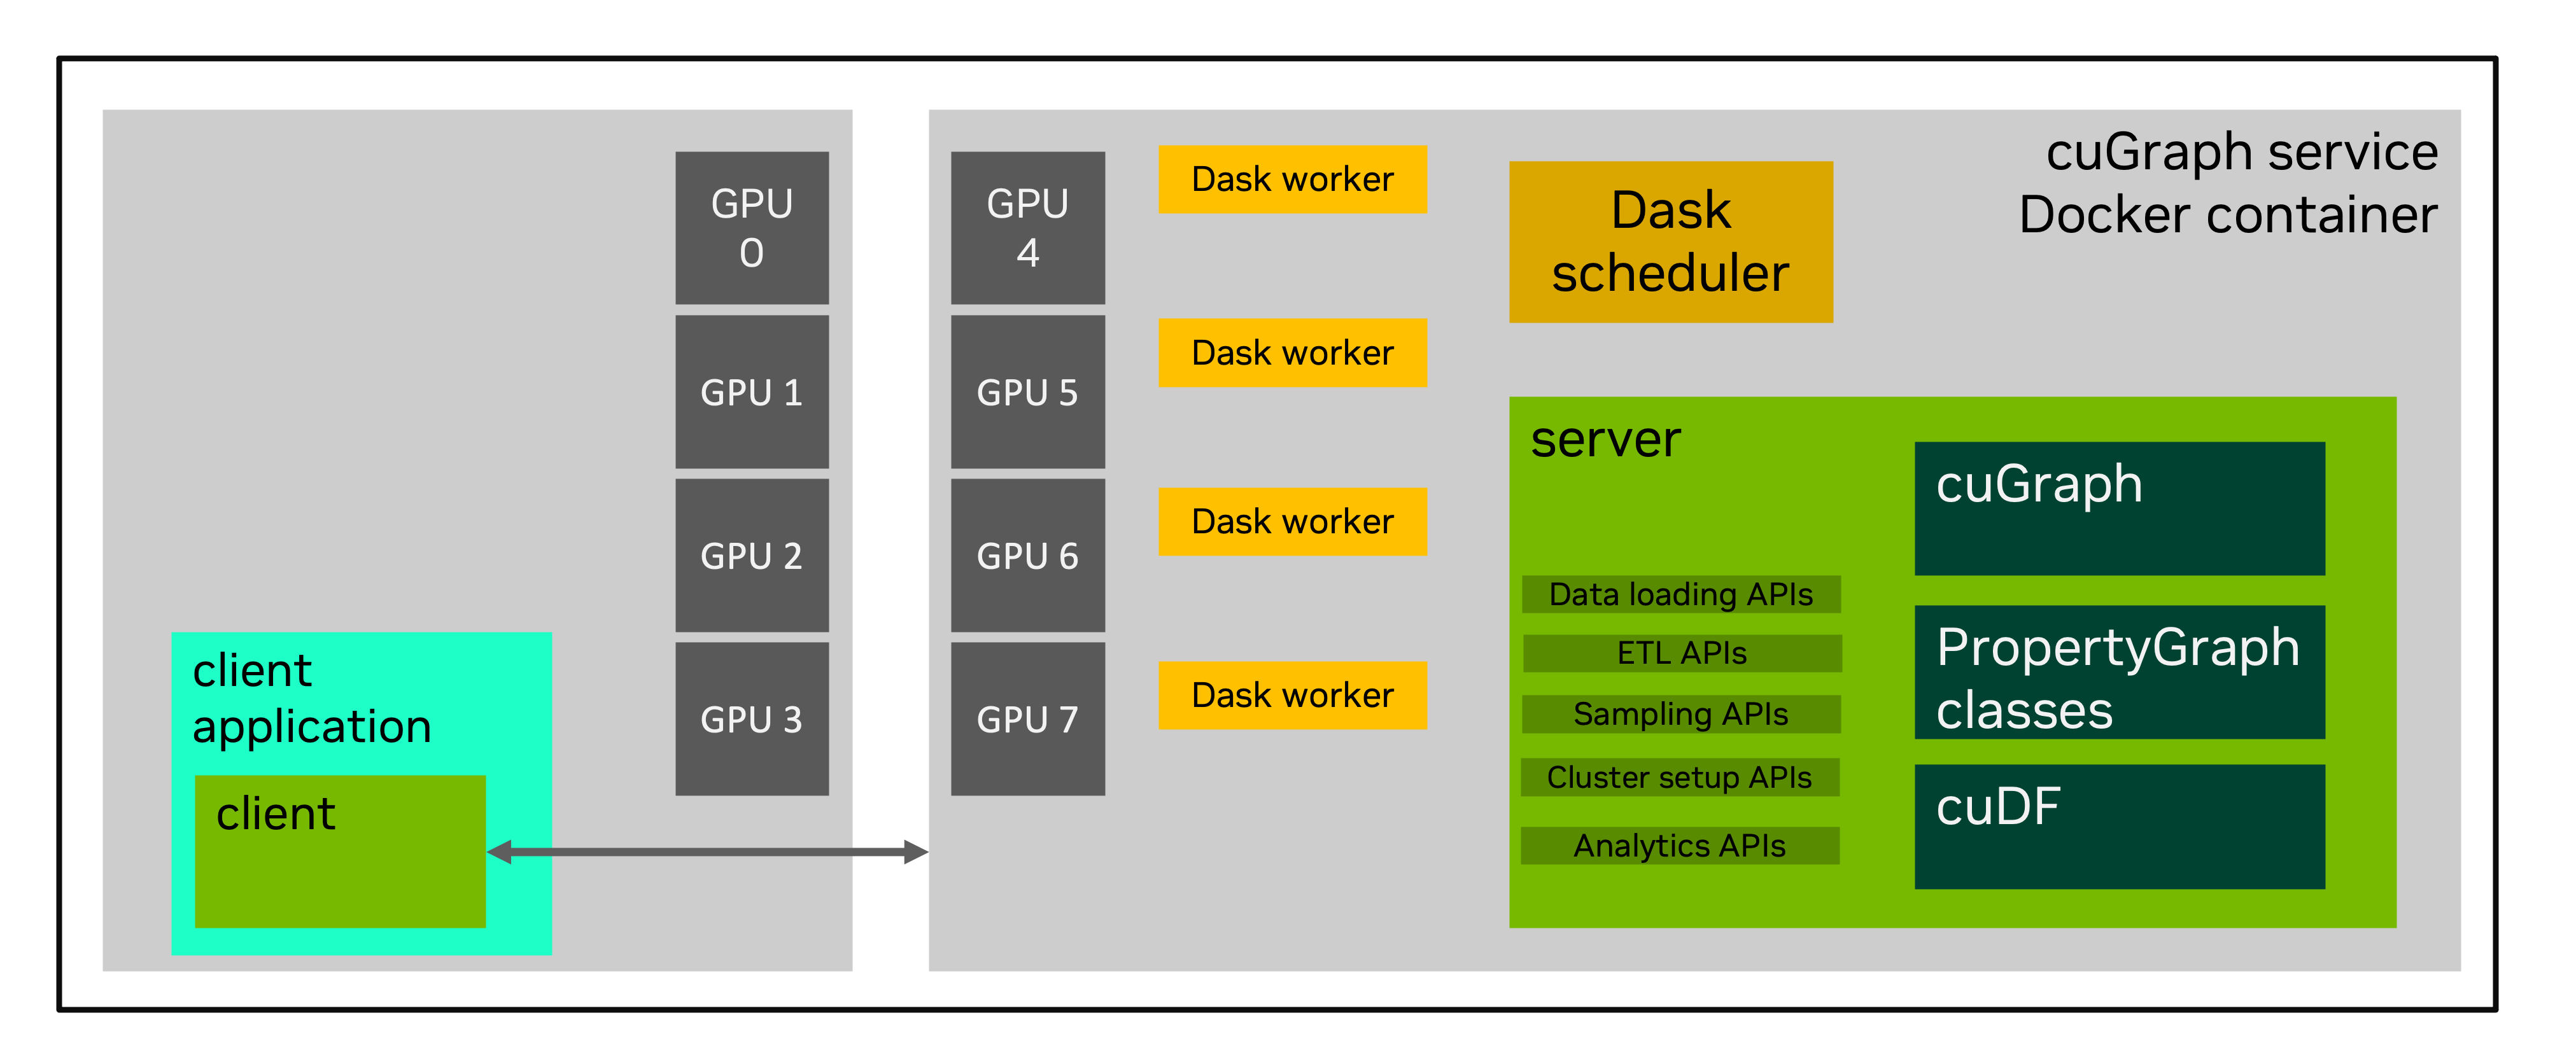 GPU
0
GPU 1
GPU 2
GPU 3
client
application
client
GPU
4
GPU 5
GPU 6
GPU 7
Dask worker
Dask worker
Dask worker
Dask worker
Dask
scheduler
cuGraph service
Docker container
server
Data loading APIs
ETL APIs
Sampling APIs
Cluster setup APIs
Analytics APIs
cuGraph
PropertyGraph
classes
cuDF